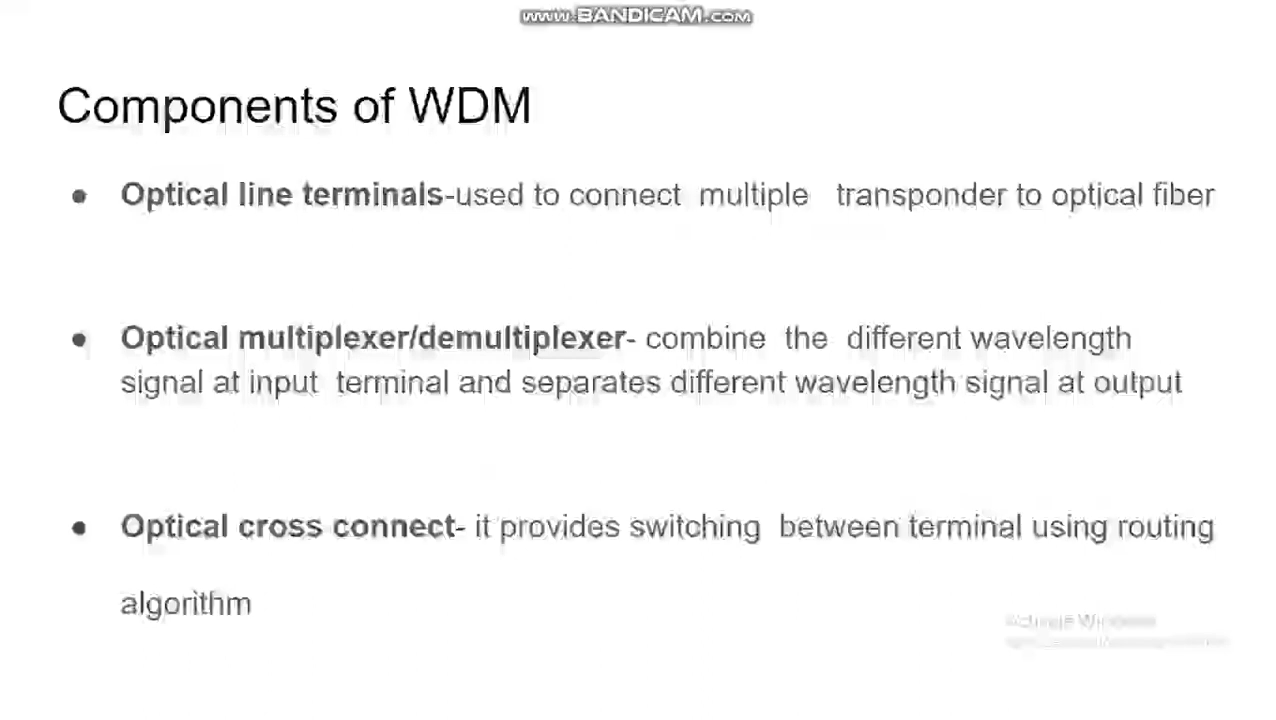 www.BANDICAM.com
Components of WDM
● Optical line terminals-used to connect multiple transponder to optical fiber
● Optical multiplexer/demultiplexer- combine the different wavelength
signal at input terminal and separates different wavelength signal at output
● Optical cross connect- it provides switching between terminal using routing
algorithm
Activate Windows